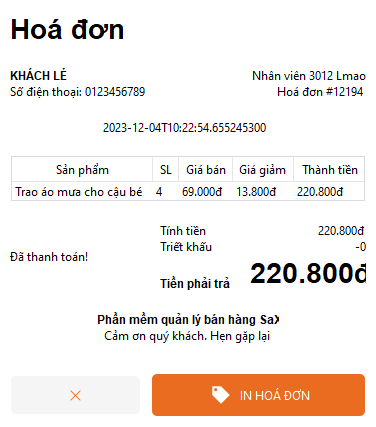 Hoá đơn
KHÁCH LẺ
Nhân viên 3012 Lmao
Số điện thoại: 0123456789
Hoá đơn #12194
2023-12-04T10:22:54.655245300
Sản phẩm SL Giá bán Giá giảm Thành tiền
Trao áo mưa cho cậu bé 4 69.000đ 13.800đ 220.800đ
Tính tiền 220.800đ
Triết khấu -0
Đã thanh toán!
Tiền phải trả 220.800đ
Phần mềm quản lý bán hàng SaX
Cảm ơn quý khách. Hẹn gặp lại
IN HOÁ ĐƠN